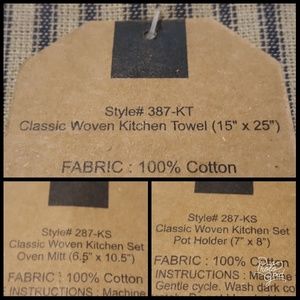 Style# 387-KT
Classic Woven Kitchen Towel (15" x 25")
FABRIC : 100% Cotton
Style# 287-KS
Classic Woven Kitchen Set
Oven Mitt (6.5" x 10.5")
FABRIC : 100% Cotton
INSTRUCTIONS : Machine
Style# 287-KS
Classic Woven Kitchen Set
Pot Holder (7" x 8")
FABRIC : 100% Cotton
INSTRUCTIONS : Machine
Gentle cycle. Wash dark co